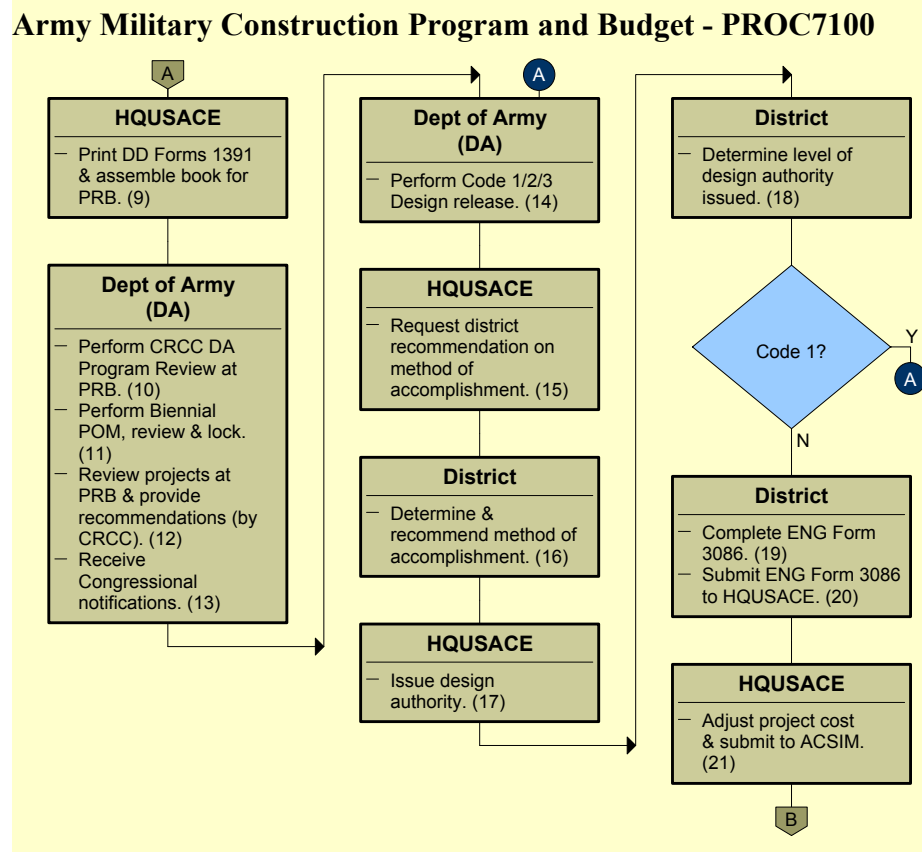 Army Military Construction Program and Budget - PROC7100
A
HQUSACE
— Print DD Forms 1391
& assemble book for
PRB. (9)
Dept of Army
(DA)
— Perform CRCC DA
Program Review at
PRB. (10)
— Perform Biennial
POM, review & lock.
(11)
— Review projects at
PRB & provide
recommendations (by
CRCC). (12)
— Receive
Congressional
notifications. (13)
A
Dept of Army
(DA)
— Perform Code 1/2/3
Design release. (14)
HQUSACE
— Request district
recommendation on
method of
accomplishment. (15)
District
— Determine &
recommend method of
accomplishment. (16)
HQUSACE
— Issue design
authority. (17)
District
— Determine level of
design authority
issued. (18)
Code 1?
Y
A
N
District
— Complete ENG Form
3086. (19)
— Submit ENG Form 3086
to HQUSACE. (20)
HQUSACE
— Adjust project cost
& submit to ACSIM.
(21)
B